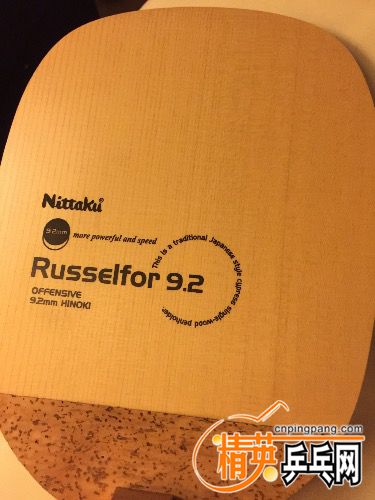 Nittaku
9.2mm
more powerful and speed
Russelfor 9.2
OFFENSIVE
9.2mm HINOKI
This is a traditional Japanese style cypress single-wood penholder.
cnpingpang.com
精英乒乓网